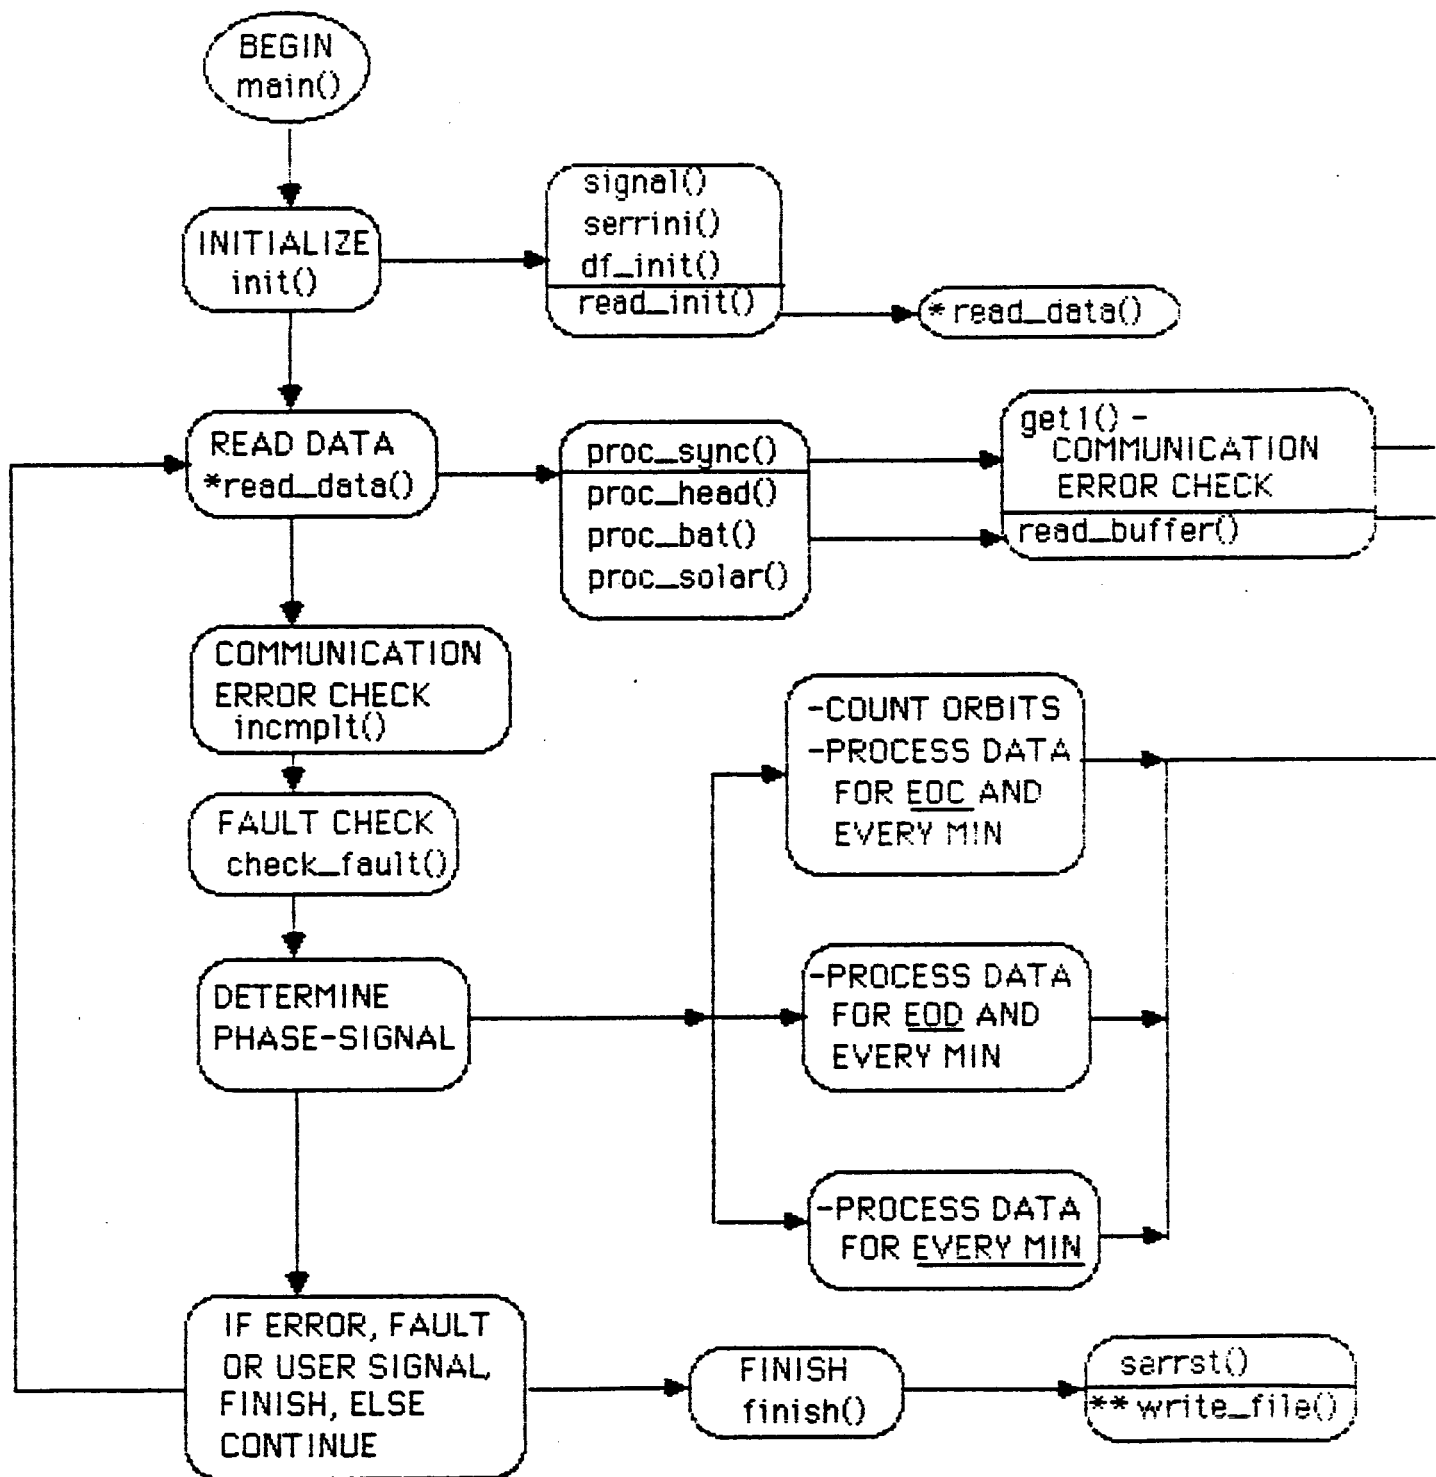 BEGIN
main()
INITIALIZE
init()
signal()
serrini()
df_init()
read_init()
* read_data()
READ DATA
*read_data()
proc_sync()
proc_head()
proc_bat()
proc_solar()
get1() -
COMMUNICATION
ERROR CHECK
read_buffer()
COMMUNICATION
ERROR CHECK
incmplt()
FAULT CHECK
check_fault()
DETERMINE
PHASE-SIGNAL
-COUNT ORBITS
-PROCESS DATA
FOR EOC AND
EVERY MIN
-PROCESS DATA
FOR EOD AND
EVERY MIN
-PROCESS DATA
FOR EVERY MIN
IF ERROR, FAULT
OR USER SIGNAL,
FINISH, ELSE
CONTINUE
FINISH
finish()
serrst()
** write_file()